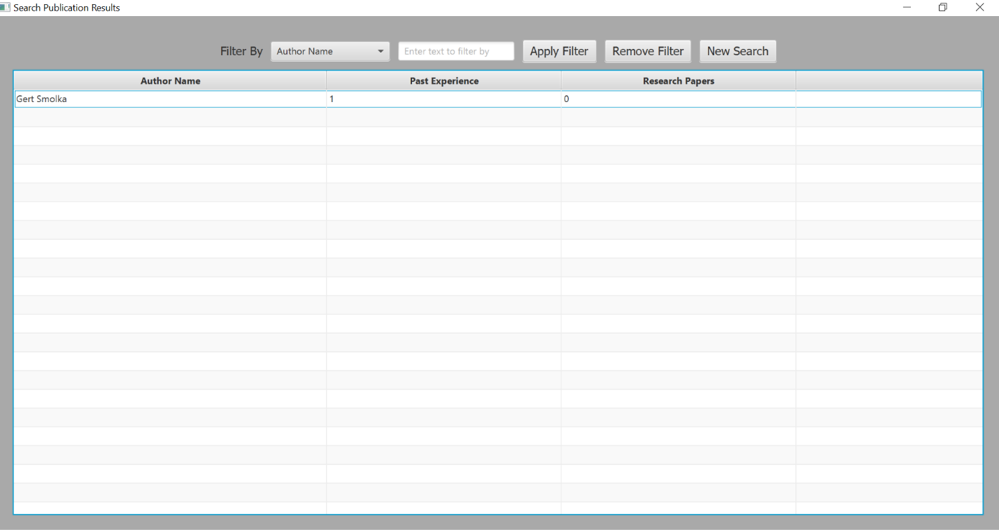 Search Publication Results
Filter By Author Name Enter text to filter by Apply Filter Remove Filter New Search
Author Name Past Experience Research Papers
Gert Smolka 1 0